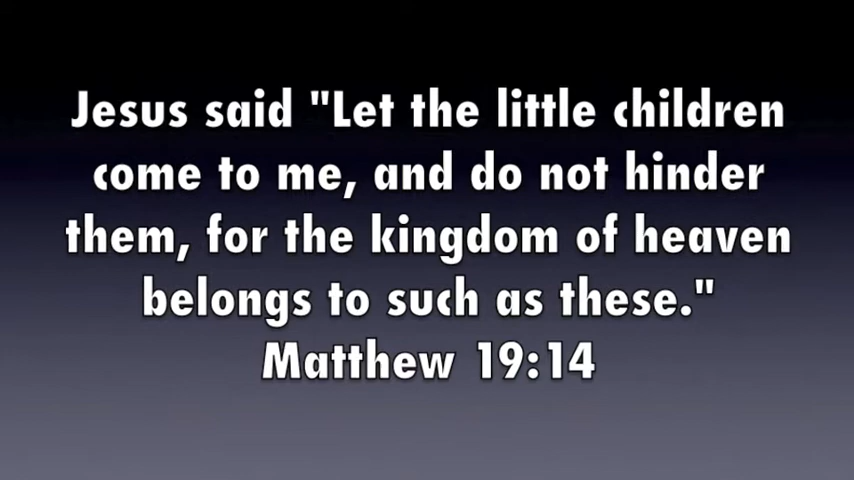 Jesus said "Let the little children
come to me, and do not hinder
them, for the kingdom of heaven
belongs to such as these."
Matthew 19:14